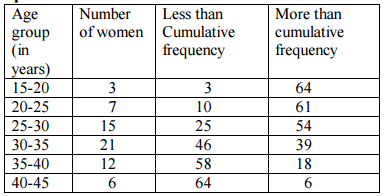 Age group (in years) | Number of women | Less than Cumulative frequency | More than cumulative frequency
15-20 | 3 | 3 | 64
20-25 | 7 | 10 | 61
25-30 | 15 | 25 | 54
30-35 | 21 | 46 | 39
35-40 | 12 | 58 | 18
40-45 | 6 | 64 | 6